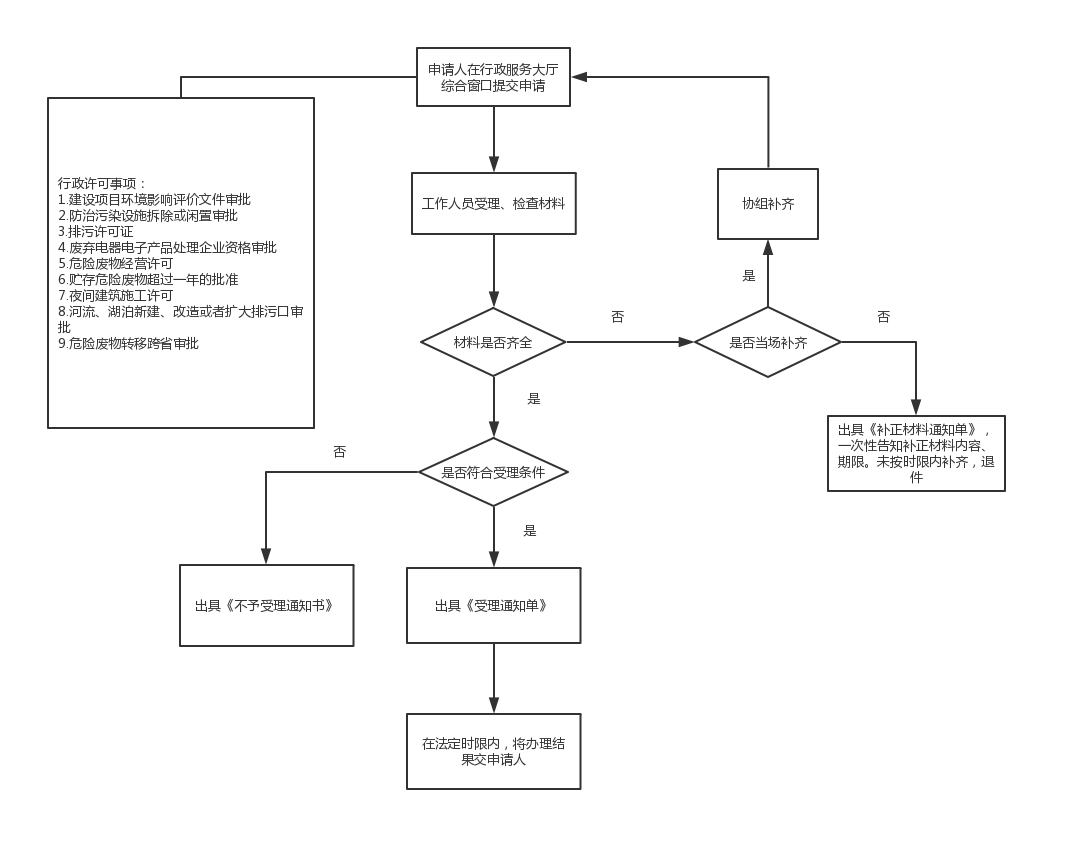 申请人在行政服务大厅
综合窗口提交申请
行政许可事项：
1.建设项目环境影响评价文件审批
2.防治污染设施拆除或闲置审批
3.排污许可证
4.废弃电器电子产品处理企业资格审批
5.危险废物经营许可
6.贮存危险废物超过一年的批准
7.夜间建筑施工许可
8.河流、湖泊新建、改造或者扩大排污口审
批
9.危险废物转移跨省审批
工作人员受理、检查材料
协组补齐
是
否
否
材料是否齐全
是否当场补齐
是
出具《补正材料通知单》，
一次性告知补正材料内容、
期限。未按时限内补齐，退
件
否
是否符合受理条件
是
出具《不予受理通知书》
出具《受理通知单》
在法定时限内，将办理结
果交申请人